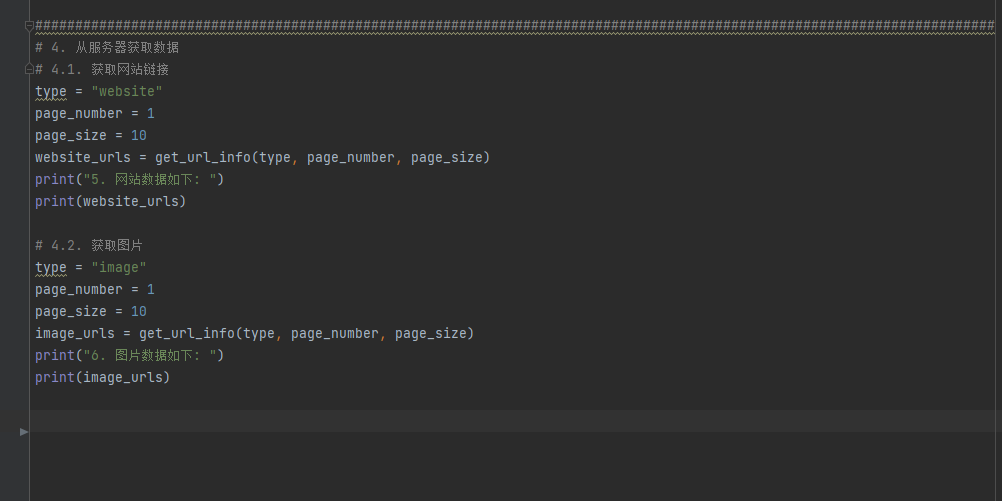 ########################################################################################################################
# 4. 从服务器获取数据
# 4.1. 获取网站链接
type = "website"
page_number = 1
page_size = 10
website_urls = get_url_info(type, page_number, page_size)
print("5. 网站数据如下: ")
print(website_urls)
# 4.2. 获取图片
type = "image"
page_number = 1
page_size = 10
image_urls = get_url_info(type, page_number, page_size)
print("6. 图片数据如下: ")
print(image_urls)